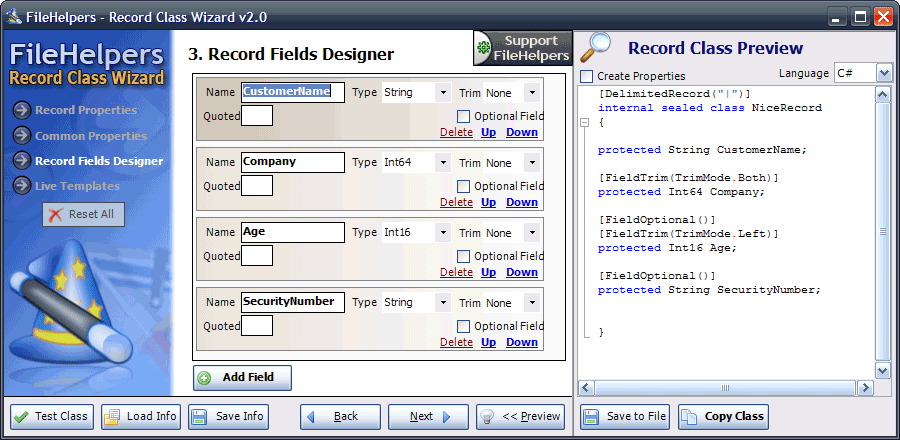 FileHelpers - Record Class Wizard v2.0
FileHelpers
Record Class Wizard
Record Properties
Common Properties
Record Fields Designer
Live Templates
Reset All
3. Record Fields Designer
Support
FileHelpers
Name CustomerName Type String Trim None
Quoted Optional Field
Delete Up Down
Name Company Type Int64 Trim None
Quoted Optional Field
Delete Up Down
Name Age Type Int16 Trim None
Quoted Optional Field
Delete Up Down
Name SecurityNumber Type String Trim None
Quoted Optional Field
Delete Up Down
Add Field
Record Class Preview
Create Properties Language C#
[DelimitedRecord("|")]
internal sealed class NiceRecord
{
protected String CustomerName;
[FieldTrim(TrimMode.Both)]
protected Int64 Company;
[FieldOptional()]
[FieldTrim(TrimMode.Left)]
protected Int16 Age;
[FieldOptional()]
protected String SecurityNumber;
}
Test Class Load Info Save Info Back Next << Preview Save to File Copy Class